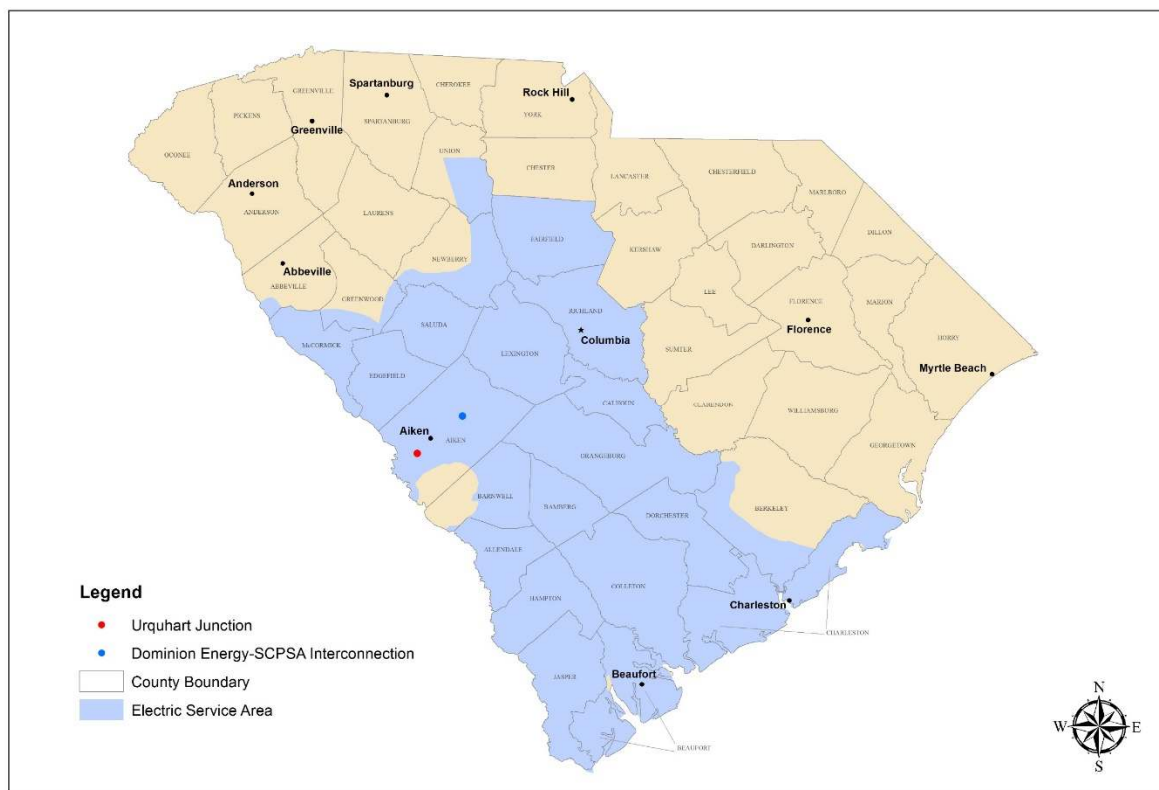 Spartanburg
CHEROKEE
GREENVILLE
Rock Hill
PICKENS
SPARTANBURG
YORK
Greenville
OCONEE
UNION
CHESTER
LANCASTER
CHESTERFIELD
MARLBORO
Anderson
ANDERSON
LAURENS
DILLON
FAIRFIELD
KERSHAW
DARLINGTON
NEWBERRY
Abbeville
ABBEVILLE
LEE
GREENWOOD
FLORENCE
MARION
RICHLAND
HORRY
SALUDA
Columbia
Florence
McCORMICK
LEXINGTON
SUMTER
Myrtle Beach
EDGEFIELD
CALHOUN
CLARENDON
WILLIAMSBURG
GEORGETOWN
Aiken
AIKEN
ORANGEBURG
BARNWELL
BAMBERG
BERKELEY
DORCHESTER
ALLENDALE
COLLETON
HAMPTON
Charleston
CHARLESTON
JASPER
Beaufort
BEAUFORT
Legend
Urquhart Junction
Dominion Energy-SCPSA Interconnection
County Boundary
Electric Service Area
N
W E
S